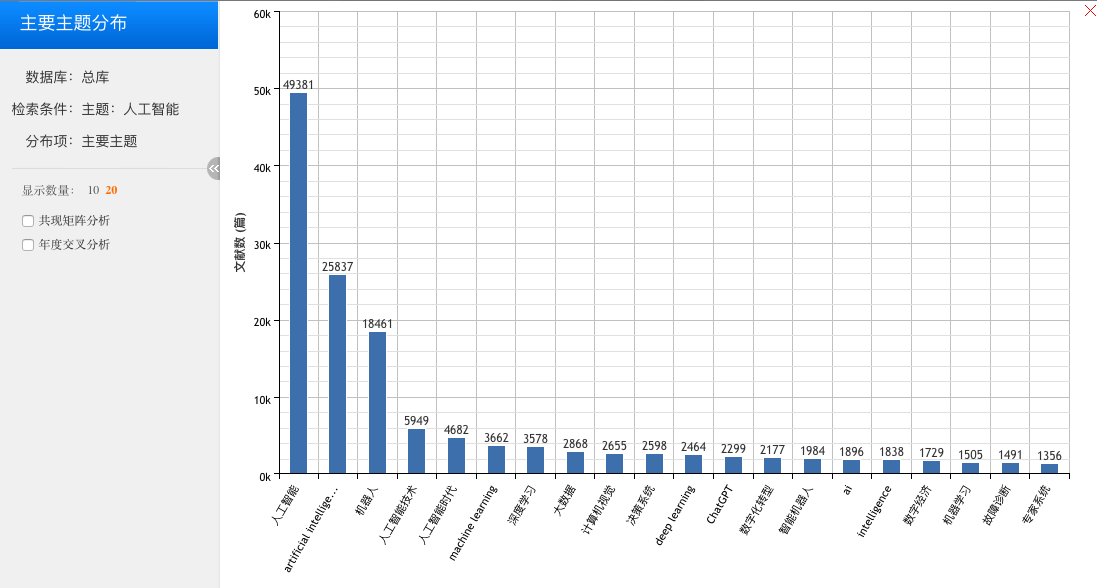 主要主题分布
数据库：总库
检索条件：主题：人工智能
分布项：主要主题
显示数量： 10 20
共现矩阵分析
年度交叉分析
文献数 (篇)
60k
50k
40k
30k
20k
10k
0k
49381
25837
18461
5949
4682
3662
3578
2868
2655
2598
2464
2299
2177
1984
1896
1838
1729
1505
1491
1356
人工智能
artificial intellige...
机器人
人工智能技术
人工智能时代
machine learning
深度学习
大数据
计算机视觉
决策系统
deep learning
ChatGPT
数字化转型
智能机器人
ai
intelligence
数字经济
机器学习
故障诊断
专家系统